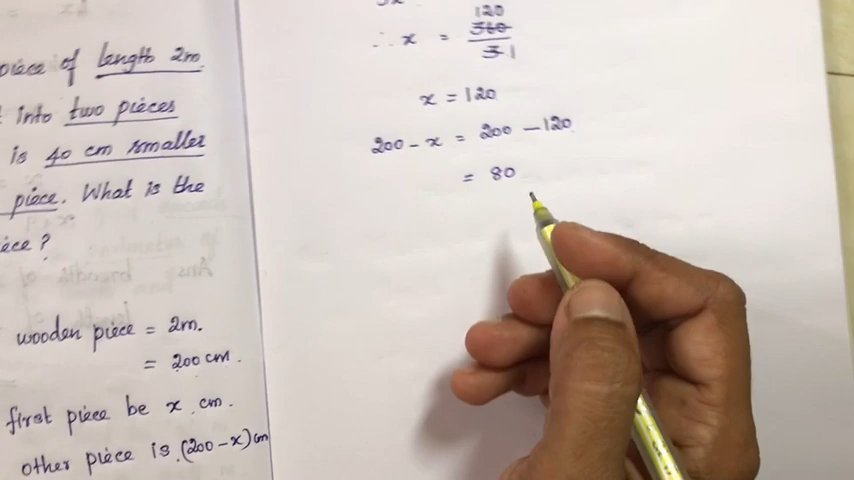 piece of length 2m
into two pieces
is 40 cm smaller
piece. What is the
wooden piece = 2m.
= 200 cm.
first piece be x cm.
other piece is (200 - x) cm
120
∴ x = 360
3 1
x = 120
200 - x = 200 - 120
= 80